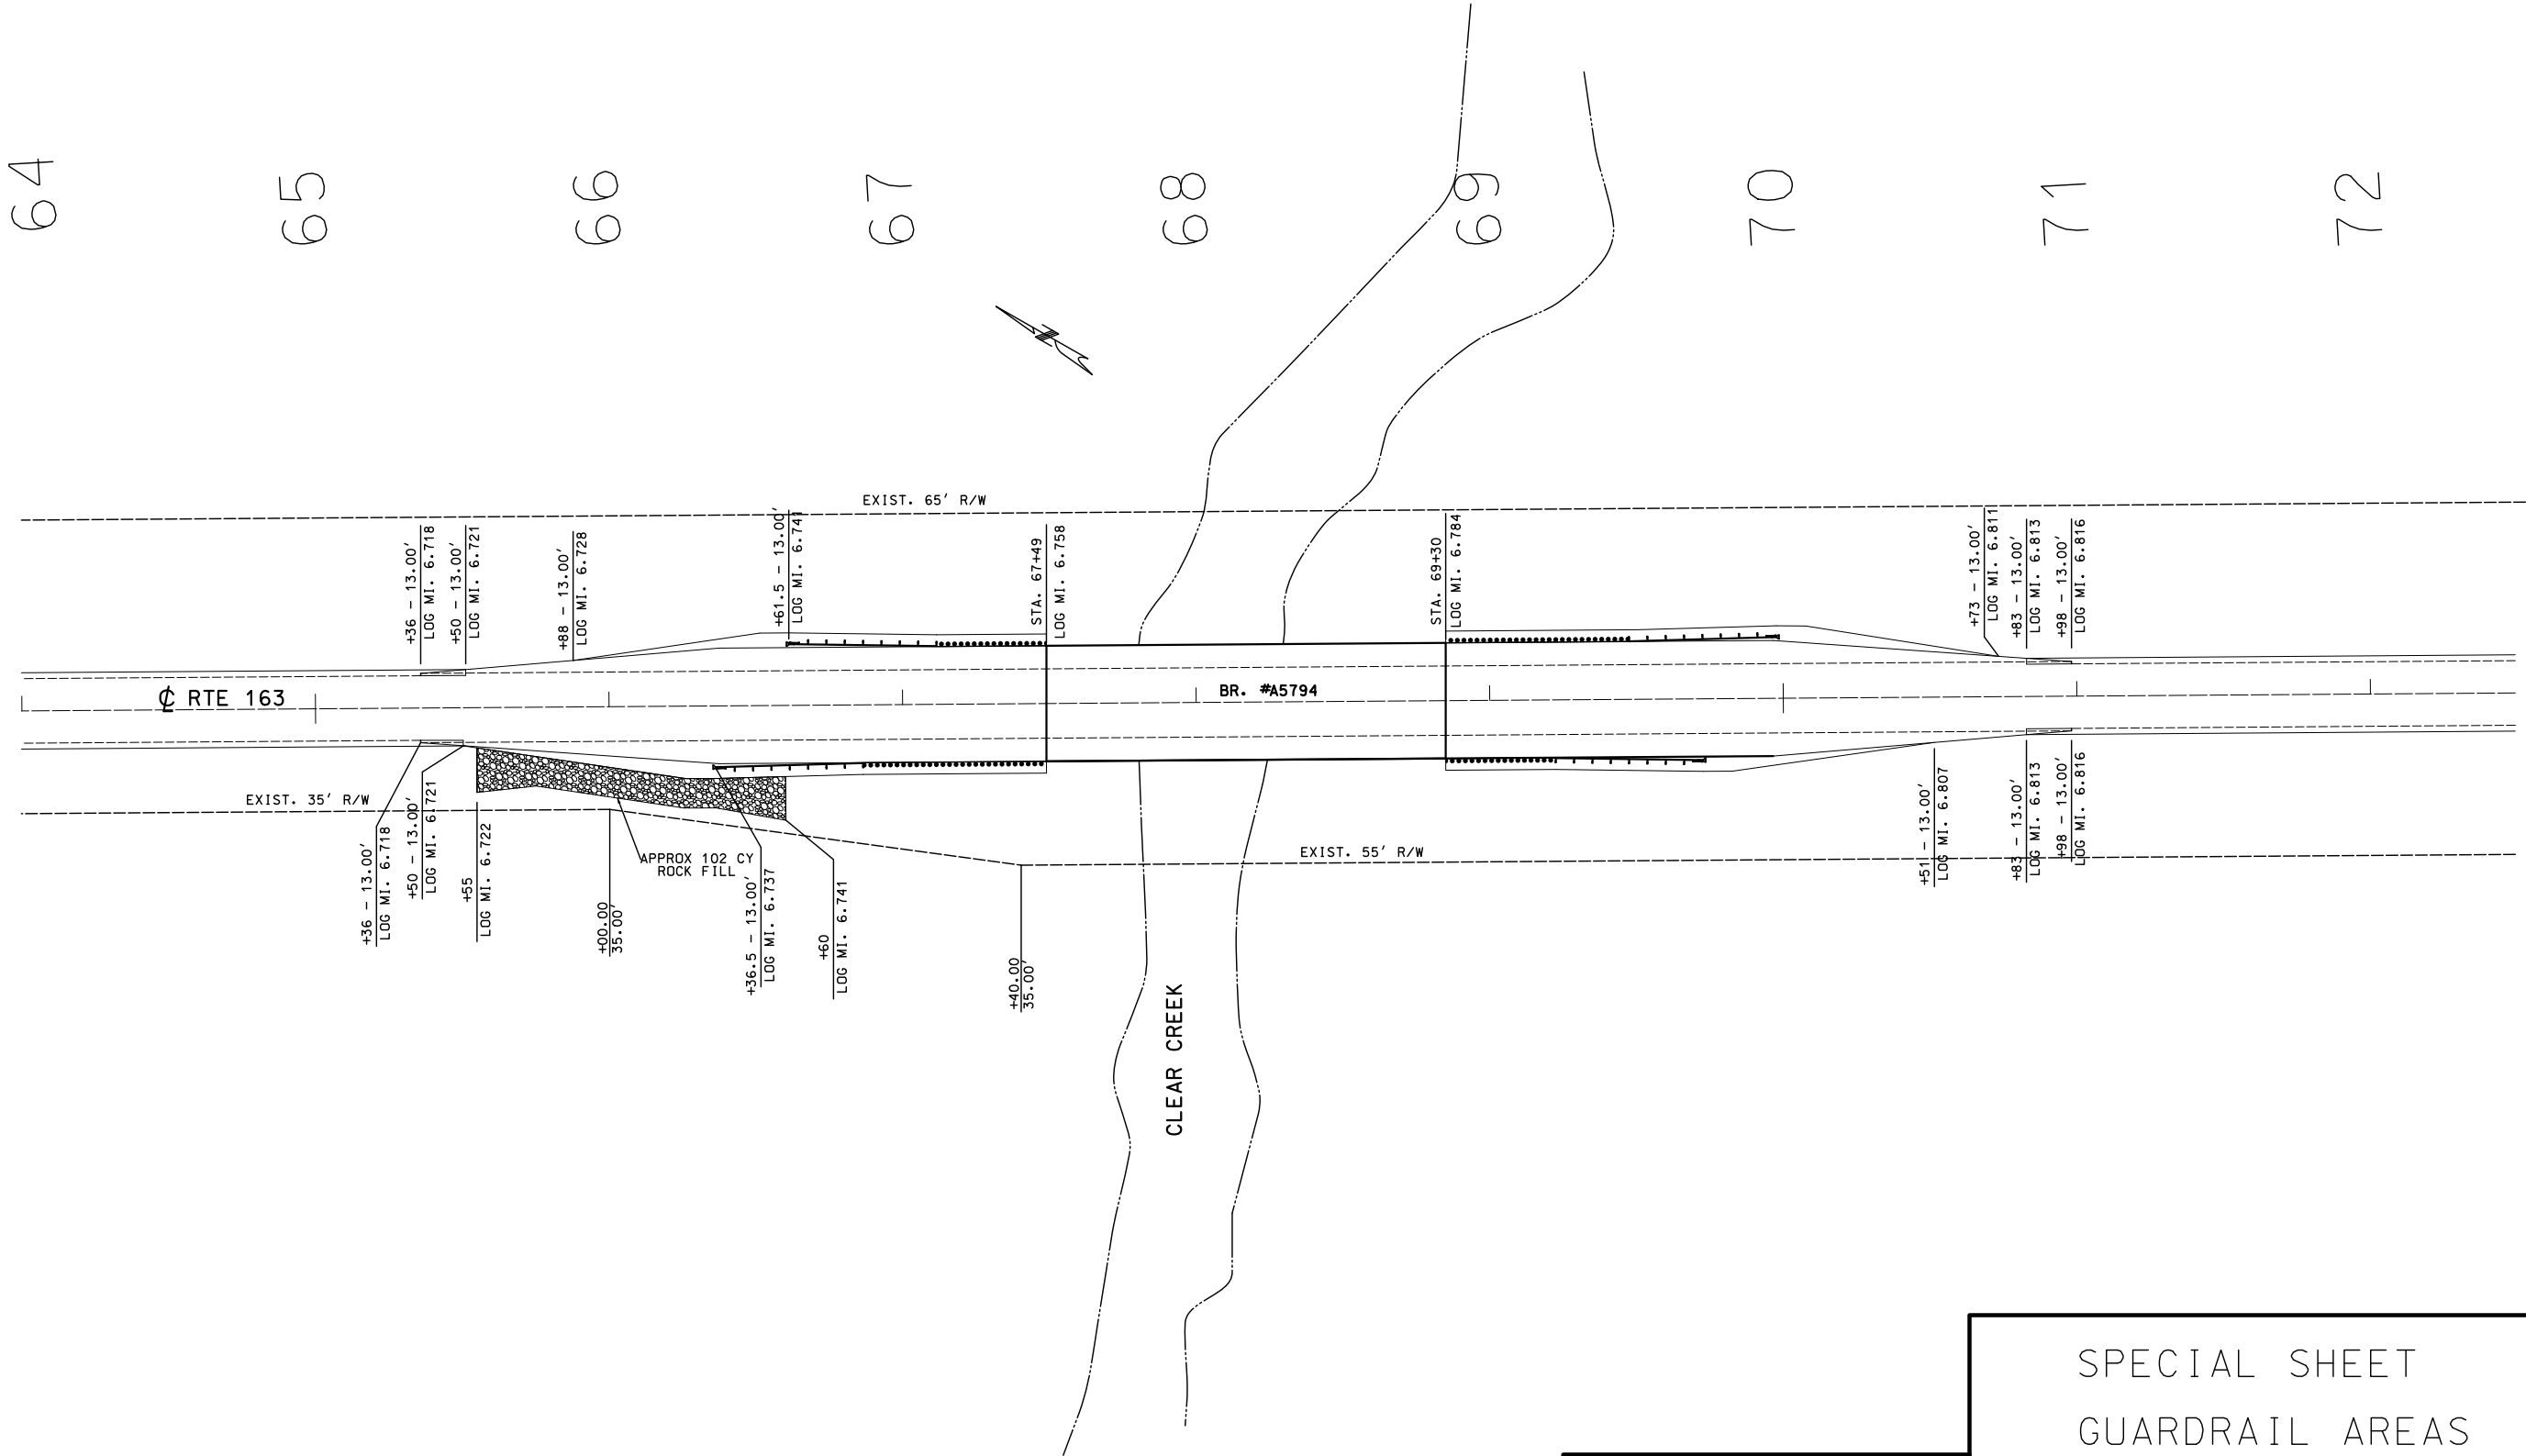 64
65
66
67
68
69
70
71
72
EXIST. 65' R/W
+36 - 13.00'
LOG MI. 6.718
+50 - 13.00'
LOG MI. 6.721
+88 - 13.00'
LOG MI. 6.728
+61.5 - 13.00'
LOG MI. 6.741
STA. 67+49
LOG MI. 6.758
STA. 69+30
LOG MI. 6.784
+73 - 13.00'
LOG MI. 6.811
+83 - 13.00'
LOG MI. 6.813
+98 - 13.00'
LOG MI. 6.816
℄ RTE 163
BR. #A5794
EXIST. 35' R/W
+36 - 13.00'
LOG MI. 6.718
+50 - 13.00'
LOG MI. 6.721
+55
LOG MI. 6.722
+00.00
35.00'
APPROX 102 CY
ROCK FILL
+36.5 - 13.00'
LOG MI. 6.737
+60
LOG MI. 6.741
+40.00
35.00'
EXIST. 55' R/W
+51 - 13.00'
LOG MI. 6.807
+83 - 13.00'
LOG MI. 6.813
+98 - 13.00'
LOG MI. 6.816
CLEAR CREEK
SPECIAL SHEET
GUARDRAIL AREAS